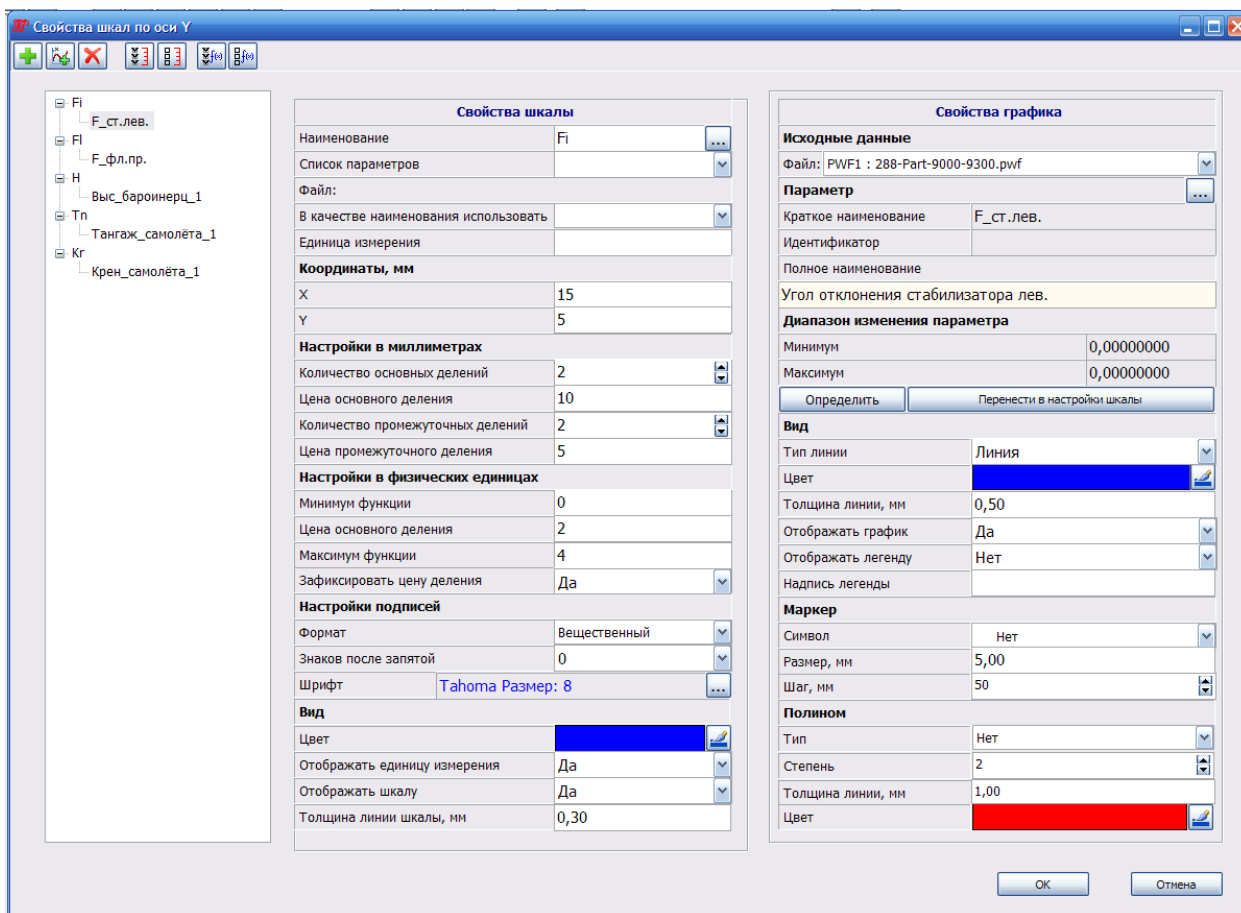 Свойства шкал по оси Y
Fi
F_ст.лев.
Fl
F_фл.пр.
H
Выс_бароинерц_1
Tn
Тангаж_самолёта_1
Kr
Крен_самолёта_1
Свойства шкалы
Наименование Fi ...
Список параметров
Файл:
В качестве наименования использовать
Единица измерения
Координаты, мм
X 15
Y 5
Настройки в миллиметрах
Количество основных делений 2
Цена основного деления 10
Количество промежуточных делений 2
Цена промежуточного деления 5
Настройки в физических единицах
Минимум функции 0
Цена основного деления 2
Максимум функции 4
Зафиксировать цену деления Да
Настройки подписей
Формат Вещественный
Знаков после запятой 0
Шрифт Tahoma Размер: 8 ...
Вид
Цвет
Отображать единицу измерения Да
Отображать шкалу Да
Толщина линии шкалы, мм 0,30
Свойства графика
Исходные данные
Файл: PWF1 : 288-Part-9000-9300.pwf
Параметр ...
Краткое наименование F_ст.лев.
Идентификатор
Полное наименование
Угол отклонения стабилизатора лев.
Диапазон изменения параметра
Минимум 0,00000000
Максимум 0,00000000
Определить Перенести в настройки шкалы
Вид
Тип линии Линия
Цвет
Толщина линии, мм 0,50
Отображать график Да
Отображать легенду Нет
Надпись легенды
Маркер
Символ Нет
Размер, мм 5,00
Шаг, мм 50
Полином
Тип Нет
Степень 2
Толщина линии, мм 1,00
Цвет
OK Отмена